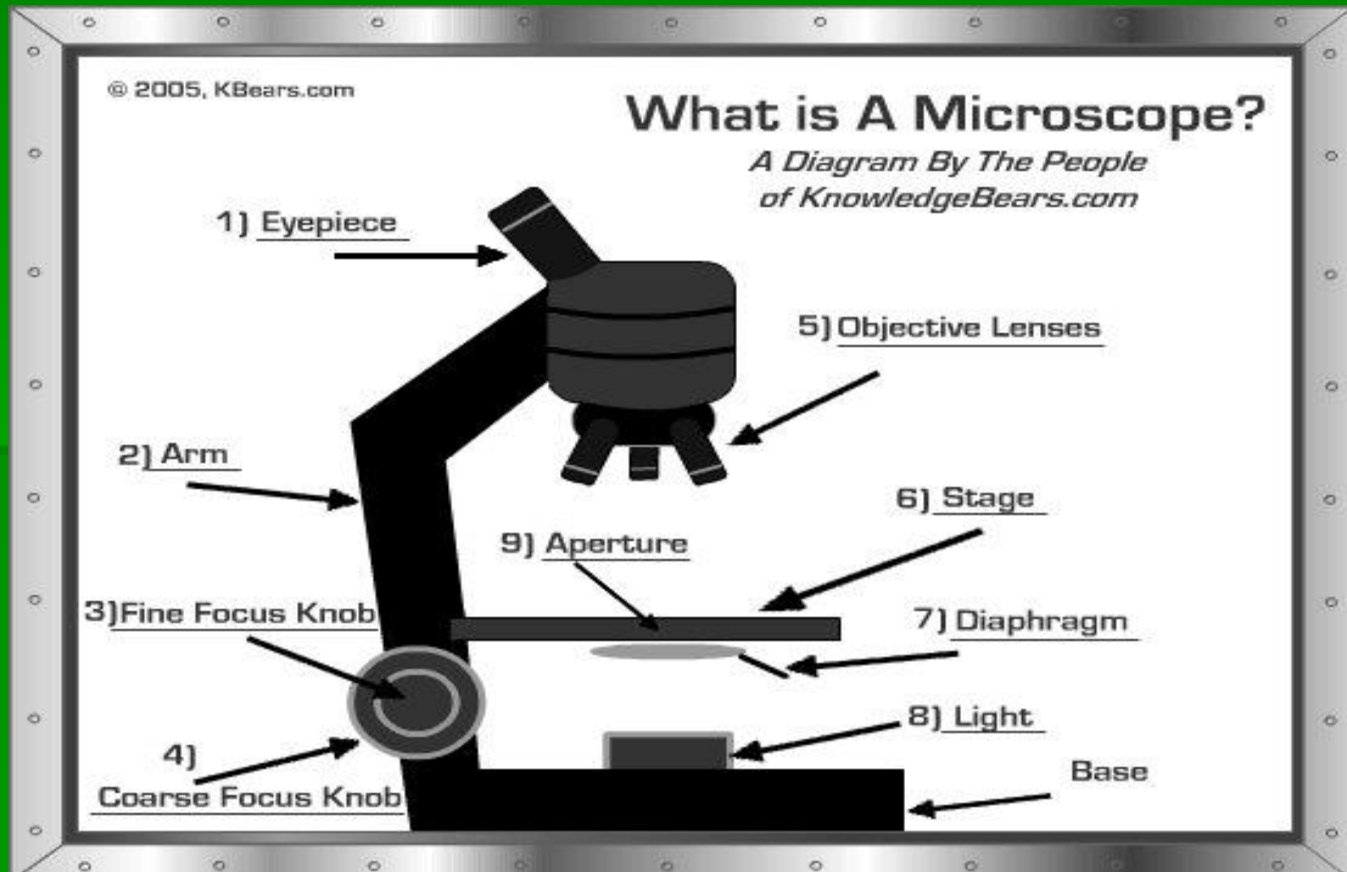 © 2005, KBears.com
What is A Microscope?
A Diagram By The People
of KnowledgeBears.com
1) Eyepiece
5) Objective Lenses
2) Arm
6) Stage
9) Aperture
3) Fine Focus Knob
7) Diaphragm
8) Light
4)
Coarse Focus Knob
Base